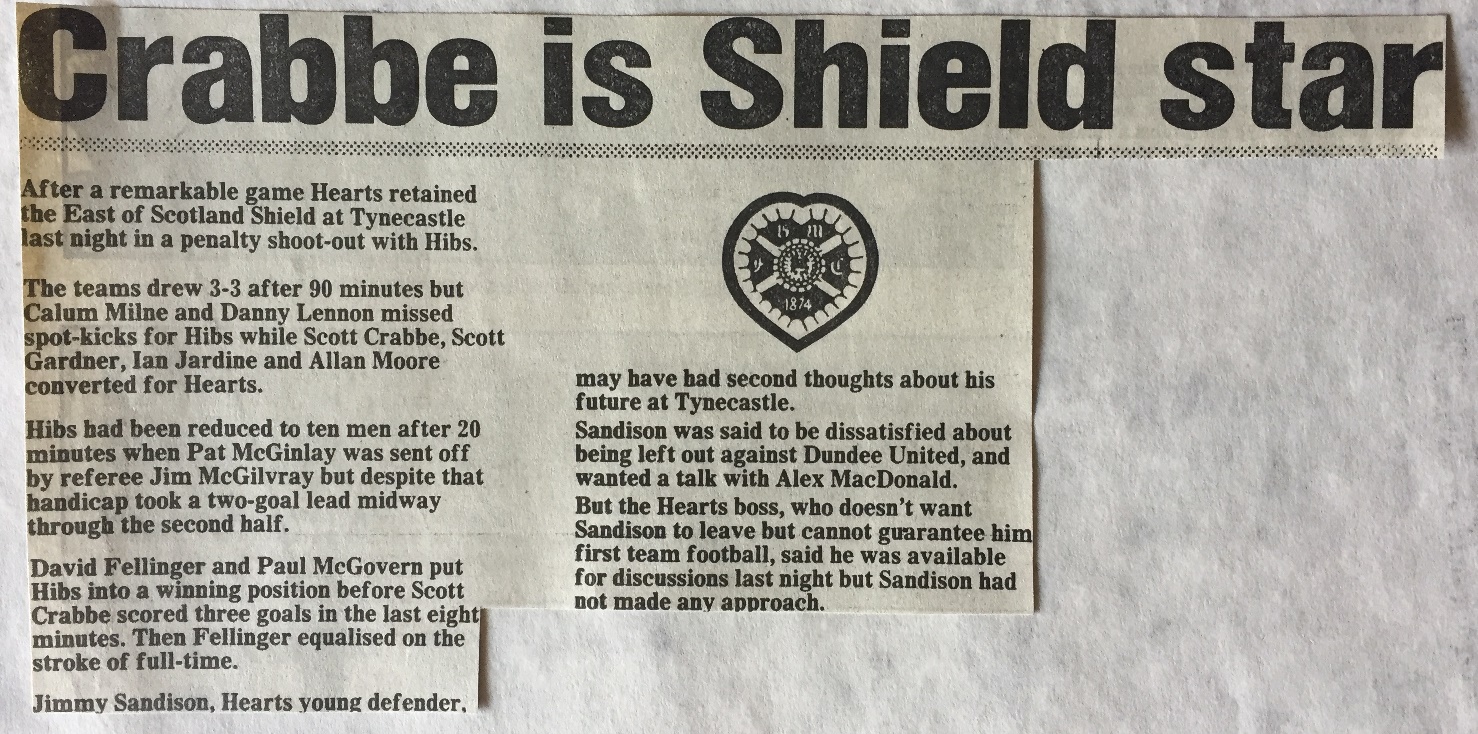 Crabbe is Shield star
After a remarkable game Hearts retained
the East of Scotland Shield at Tynecastle
last night in a penalty shoot-out with Hibs.
The teams drew 3-3 after 90 minutes but
Calum Milne and Danny Lennon missed
spot-kicks for Hibs while Scott Crabbe, Scott
Gardner, Ian Jardine and Allan Moore
converted for Hearts.
Hibs had been reduced to ten men after 20
minutes when Pat McGinlay was sent off
by referee Jim McGilvray but despite that
handicap took a two-goal lead midway
through the second half.
David Fellinger and Paul McGovern put
Hibs into a winning position before Scott
Crabbe scored three goals in the last eight
minutes. Then Fellinger equalised on the
stroke of full-time.
Jimmy Sandison, Hearts young defender,
1874
may have had second thoughts about his
future at Tynecastle.
Sandison was said to be dissatisfied about
being left out against Dundee United, and
wanted a talk with Alex MacDonald.
But the Hearts boss, who doesn't want
Sandison to leave but cannot guarantee him
first team football, said he was available
for discussions last night but Sandison had
not made any approach.